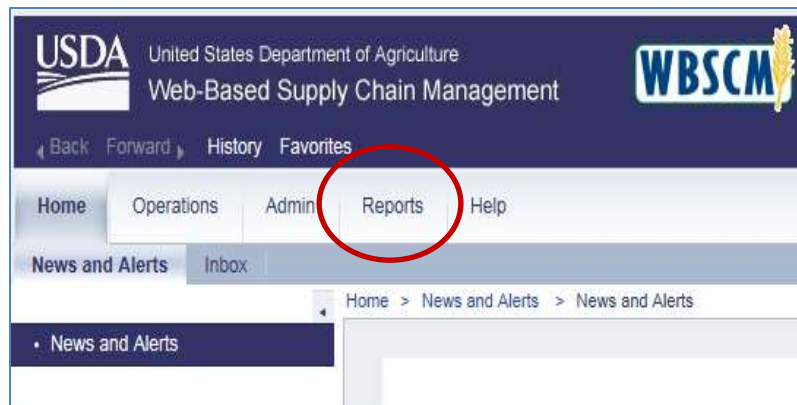 USDA
United States Department of Agriculture
Web-Based Supply Chain Management
WBSCM
Back Forward History Favorites
Home Operations Admin Reports Help
News and Alerts Inbox
Home > News and Alerts > News and Alerts
• News and Alerts